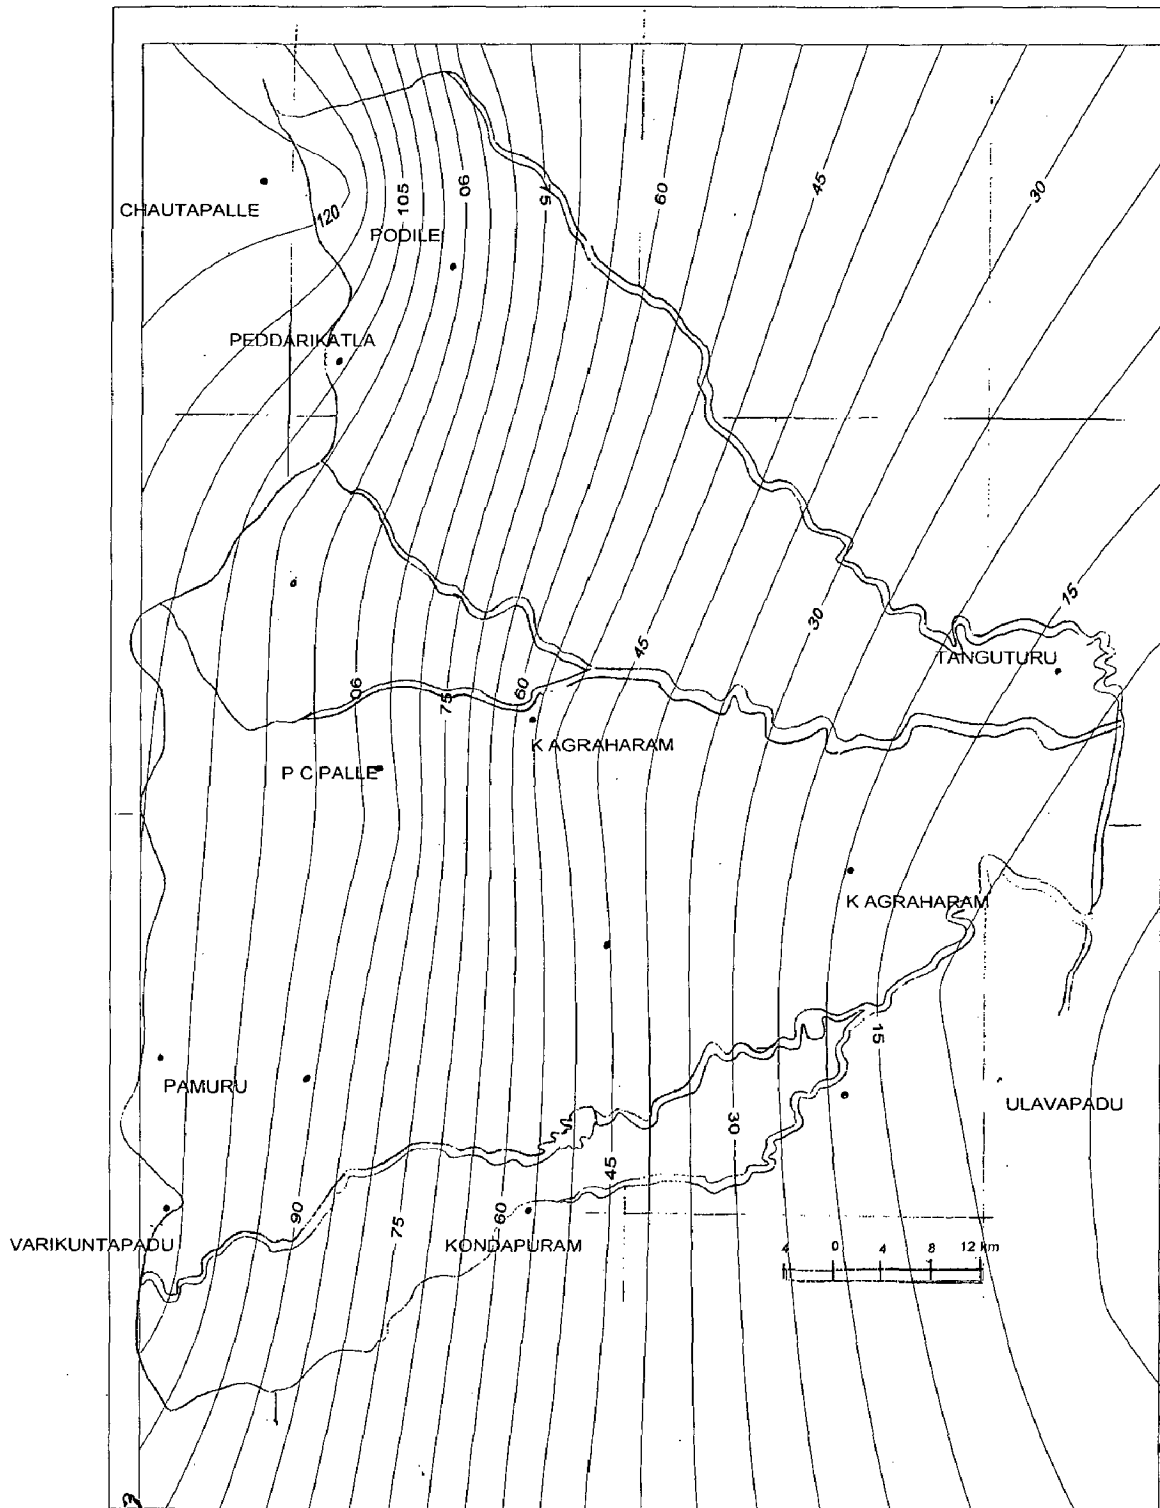 CHAUTAPALLE
120
105
90
75
60
45
30
PODILE
PEDDARIKATLA
45
30
15
TANGUTURU
90
75
60
K AGRAHARAM
P C PALLE
K AGRAHARAM
15
PAMURU
ULAVAPADU
30
45
90
75
60
VARIKUNTAPADU
KONDAPURAM
4 0 4 8 12 km